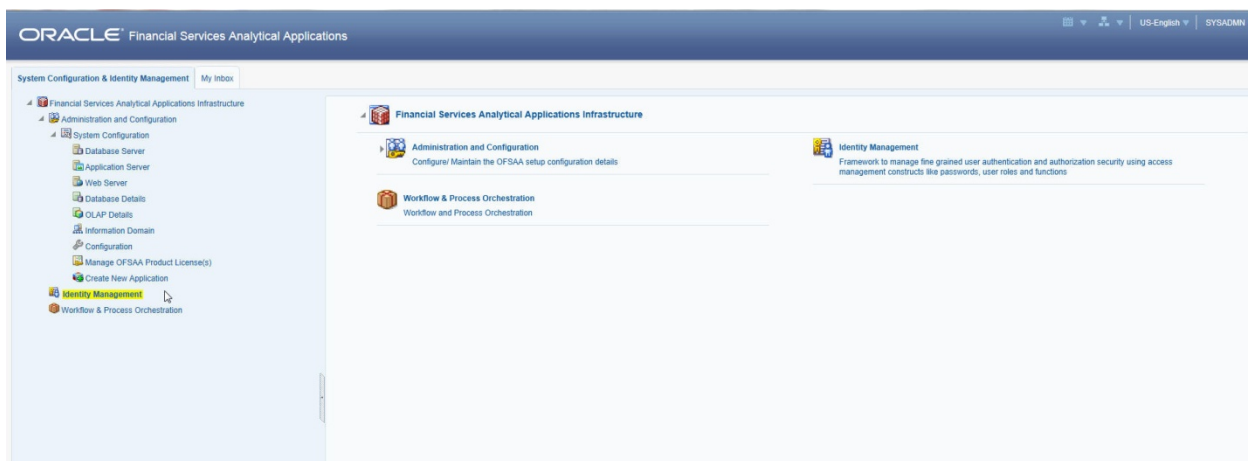 ORACLE® Financial Services Analytical Applications
US-English
SYSADMN
System Configuration & Identity Management
My Inbox
Financial Services Analytical Applications Infrastructure
Administration and Configuration
System Configuration
Database Server
Application Server
Web Server
Database Details
OLAP Details
Information Domain
Configuration
Manage OFSAA Product License(s)
Create New Application
Identity Management
Workflow & Process Orchestration
Financial Services Analytical Applications Infrastructure
Administration and Configuration
Configure/ Maintain the OFSAA setup configuration details
Identity Management
Framework to manage fine grained user authentication and authorization security using access
management constructs like passwords, user roles and functions
Workflow & Process Orchestration
Workflow and Process Orchestration